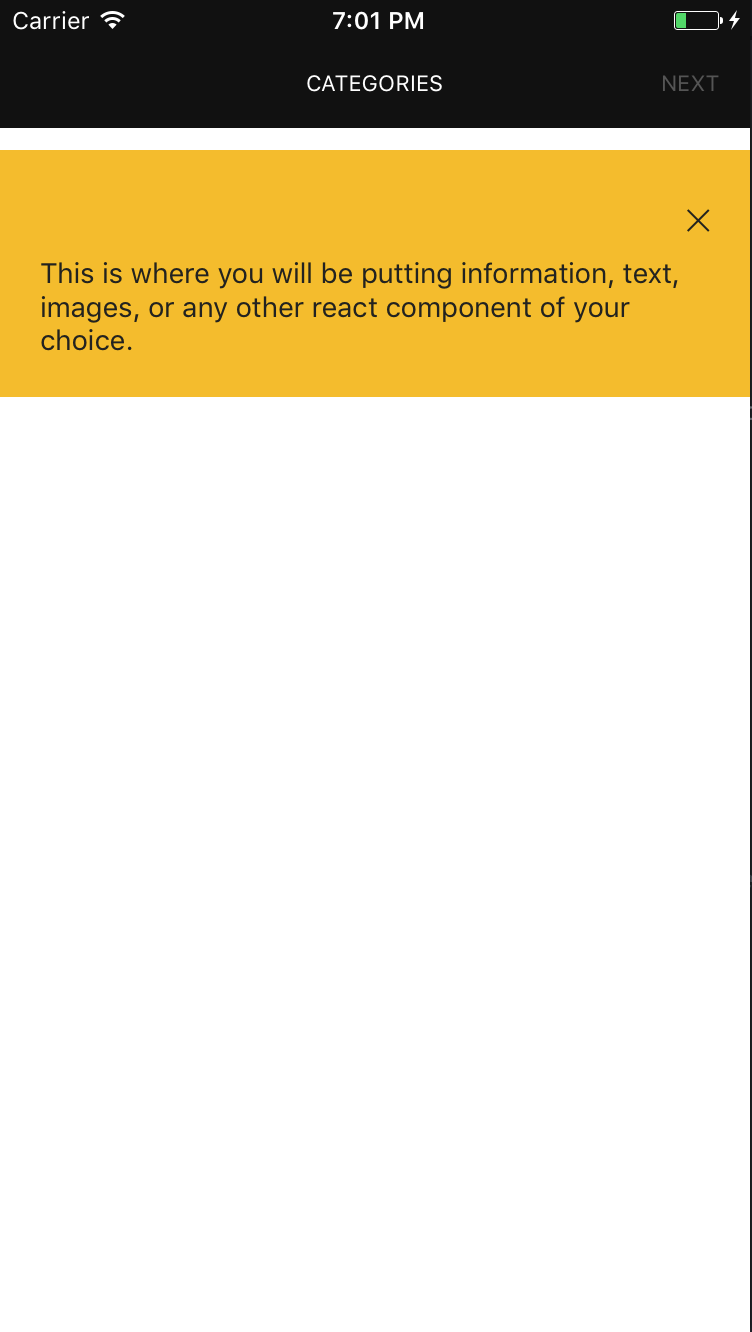 Carrier 7:01 PM
CATEGORIES NEXT
This is where you will be putting information, text,
images, or any other react component of your
choice.